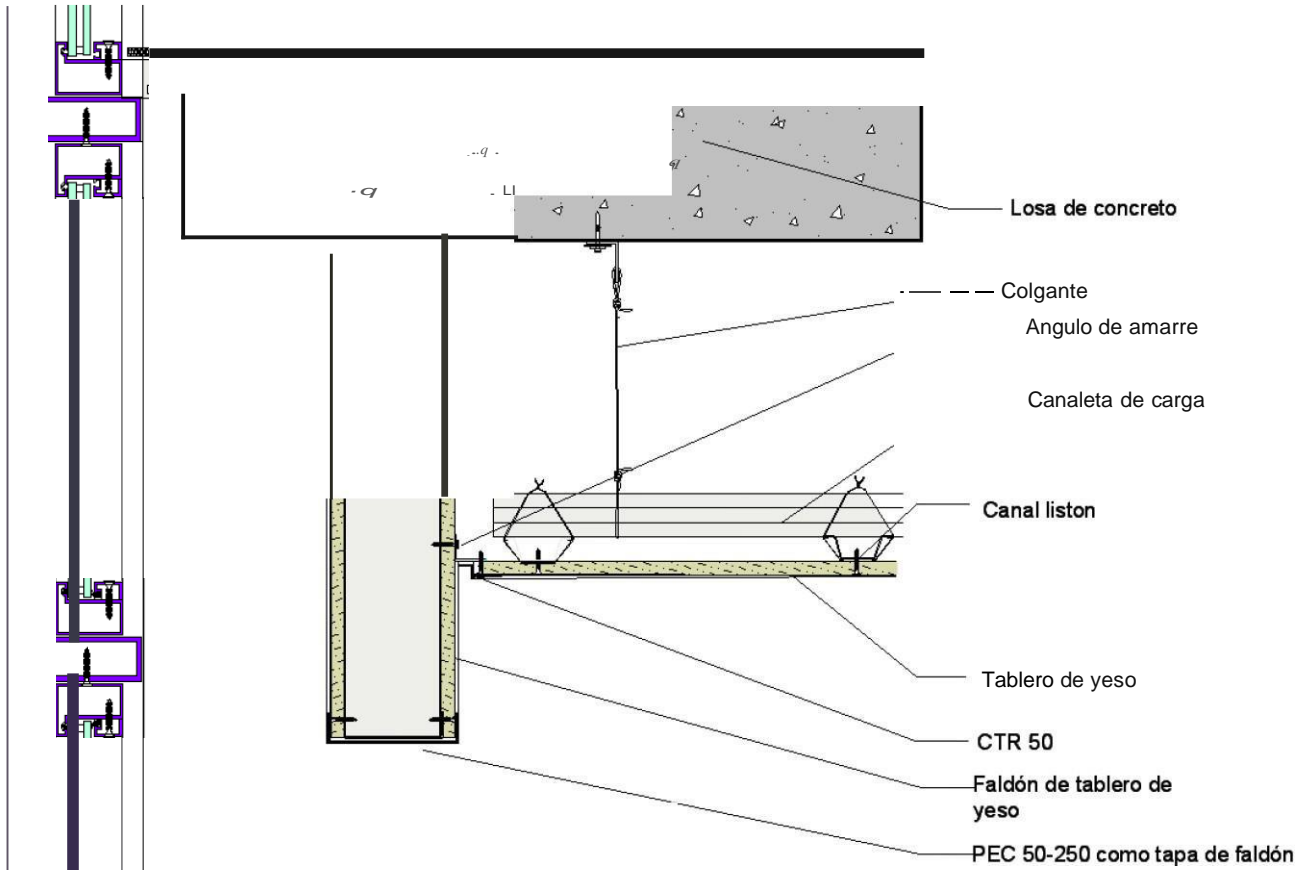 Losa de concreto
Colgante
Angulo de amarre
Canaleta de carga
Canal liston
Tablero de yeso
CTR 50
Faldón de tablero de
yeso
PEC 50-250 como tapa de faldón